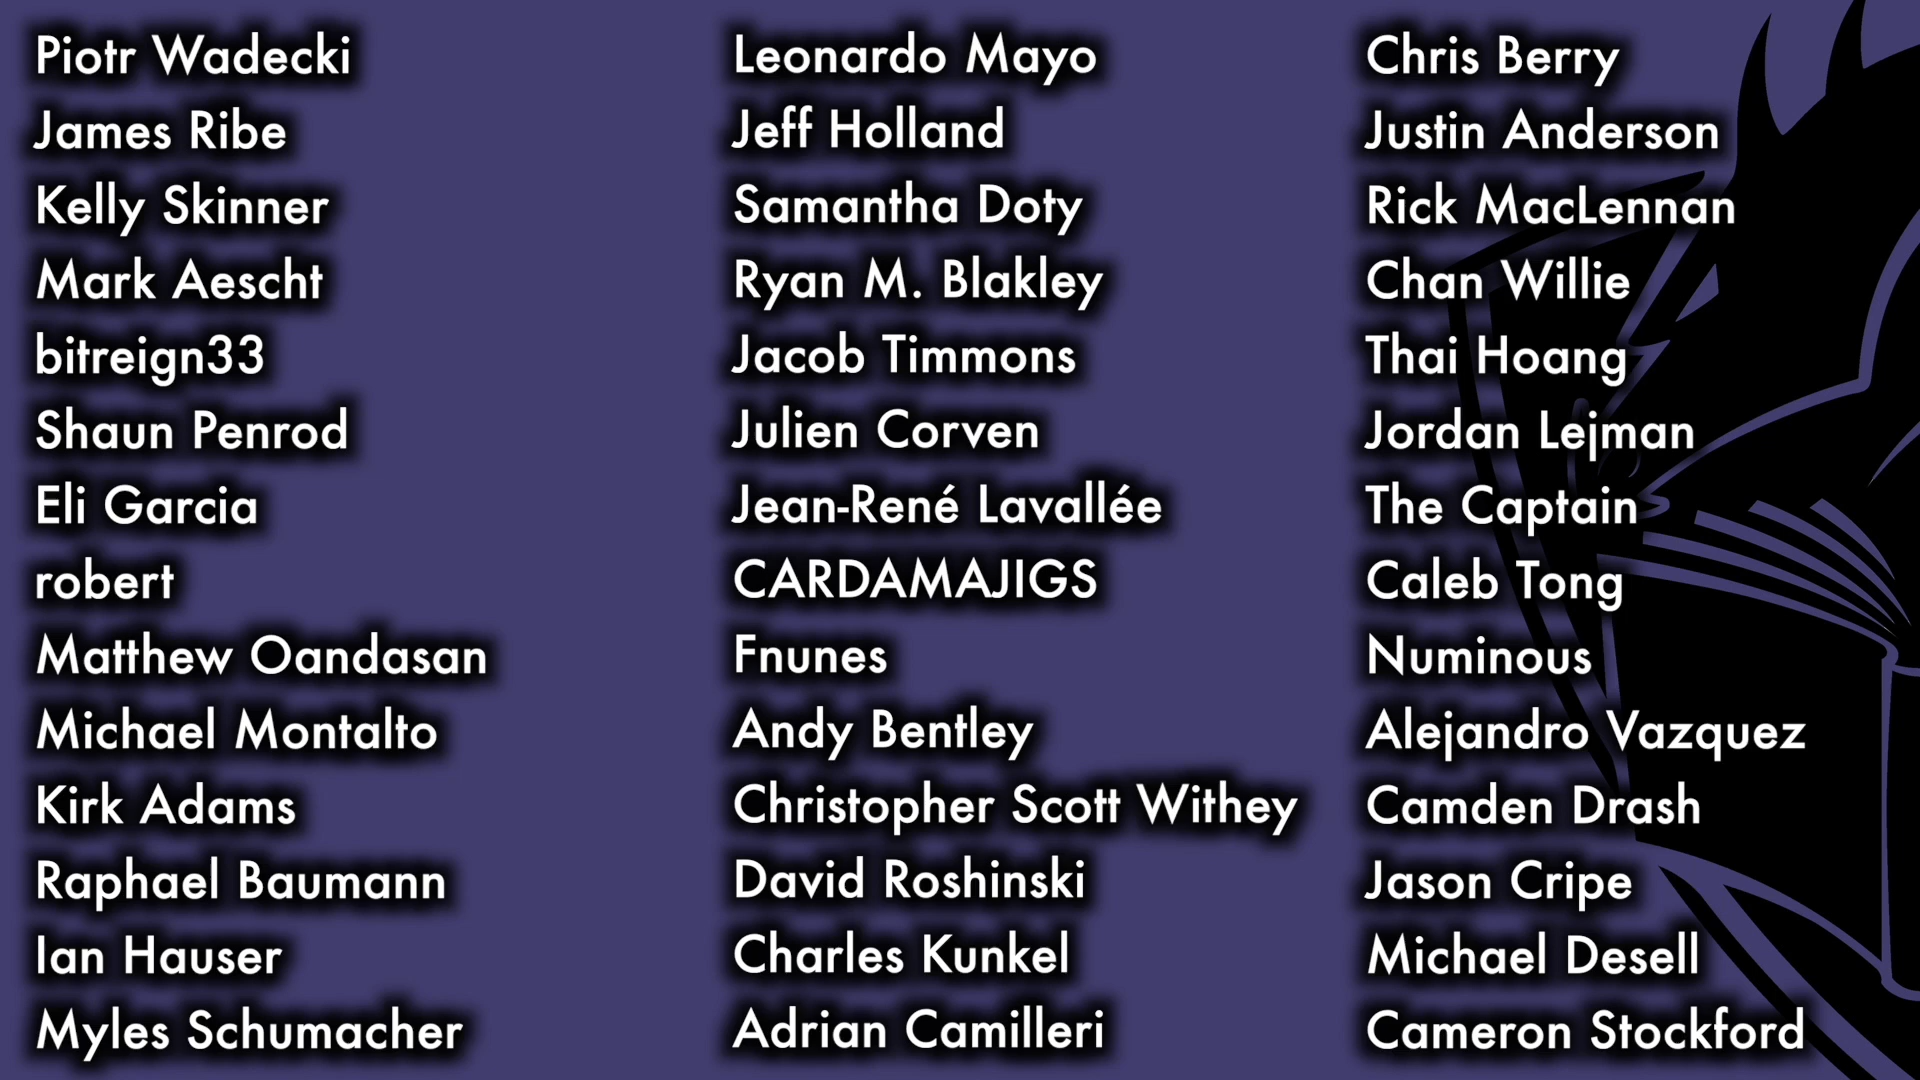 Piotr Wadecki
James Ribe
Kelly Skinner
Mark Aescht
bitreign33
Shaun Penrod
Eli Garcia
robert
Matthew Oandasan
Michael Montalto
Kirk Adams
Raphael Baumann
Ian Hauser
Myles Schumacher
Leonardo Mayo
Jeff Holland
Samantha Doty
Ryan M. Blakley
Jacob Timmons
Julien Corven
Jean-René Lavallée
CARDAMAJIGS
Fnunes
Andy Bentley
Christopher Scott Withey
David Roshinski
Charles Kunkel
Adrian Camilleri
Chris Berry
Justin Anderson
Rick MacLennan
Chan Willie
Thai Hoang
Jordan Lejman
The Captain
Caleb Tong
Numinous
Alejandro Vazquez
Camden Drash
Jason Cripe
Michael Desell
Cameron Stockford